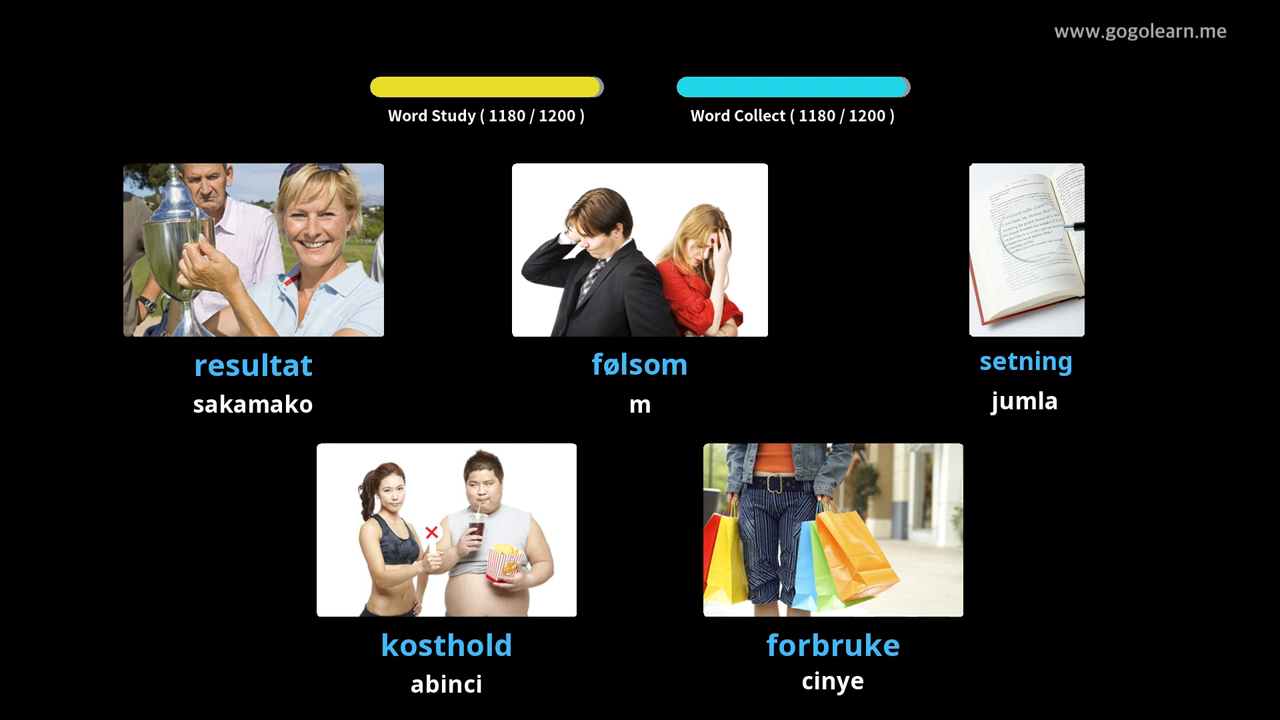 www.gogolearn.me
Word Study ( 1180 / 1200 )
Word Collect ( 1180 / 1200 )
resultat
sakamako
følsom
m
setning
jumla
kosthold
abinci
forbruke
cinye